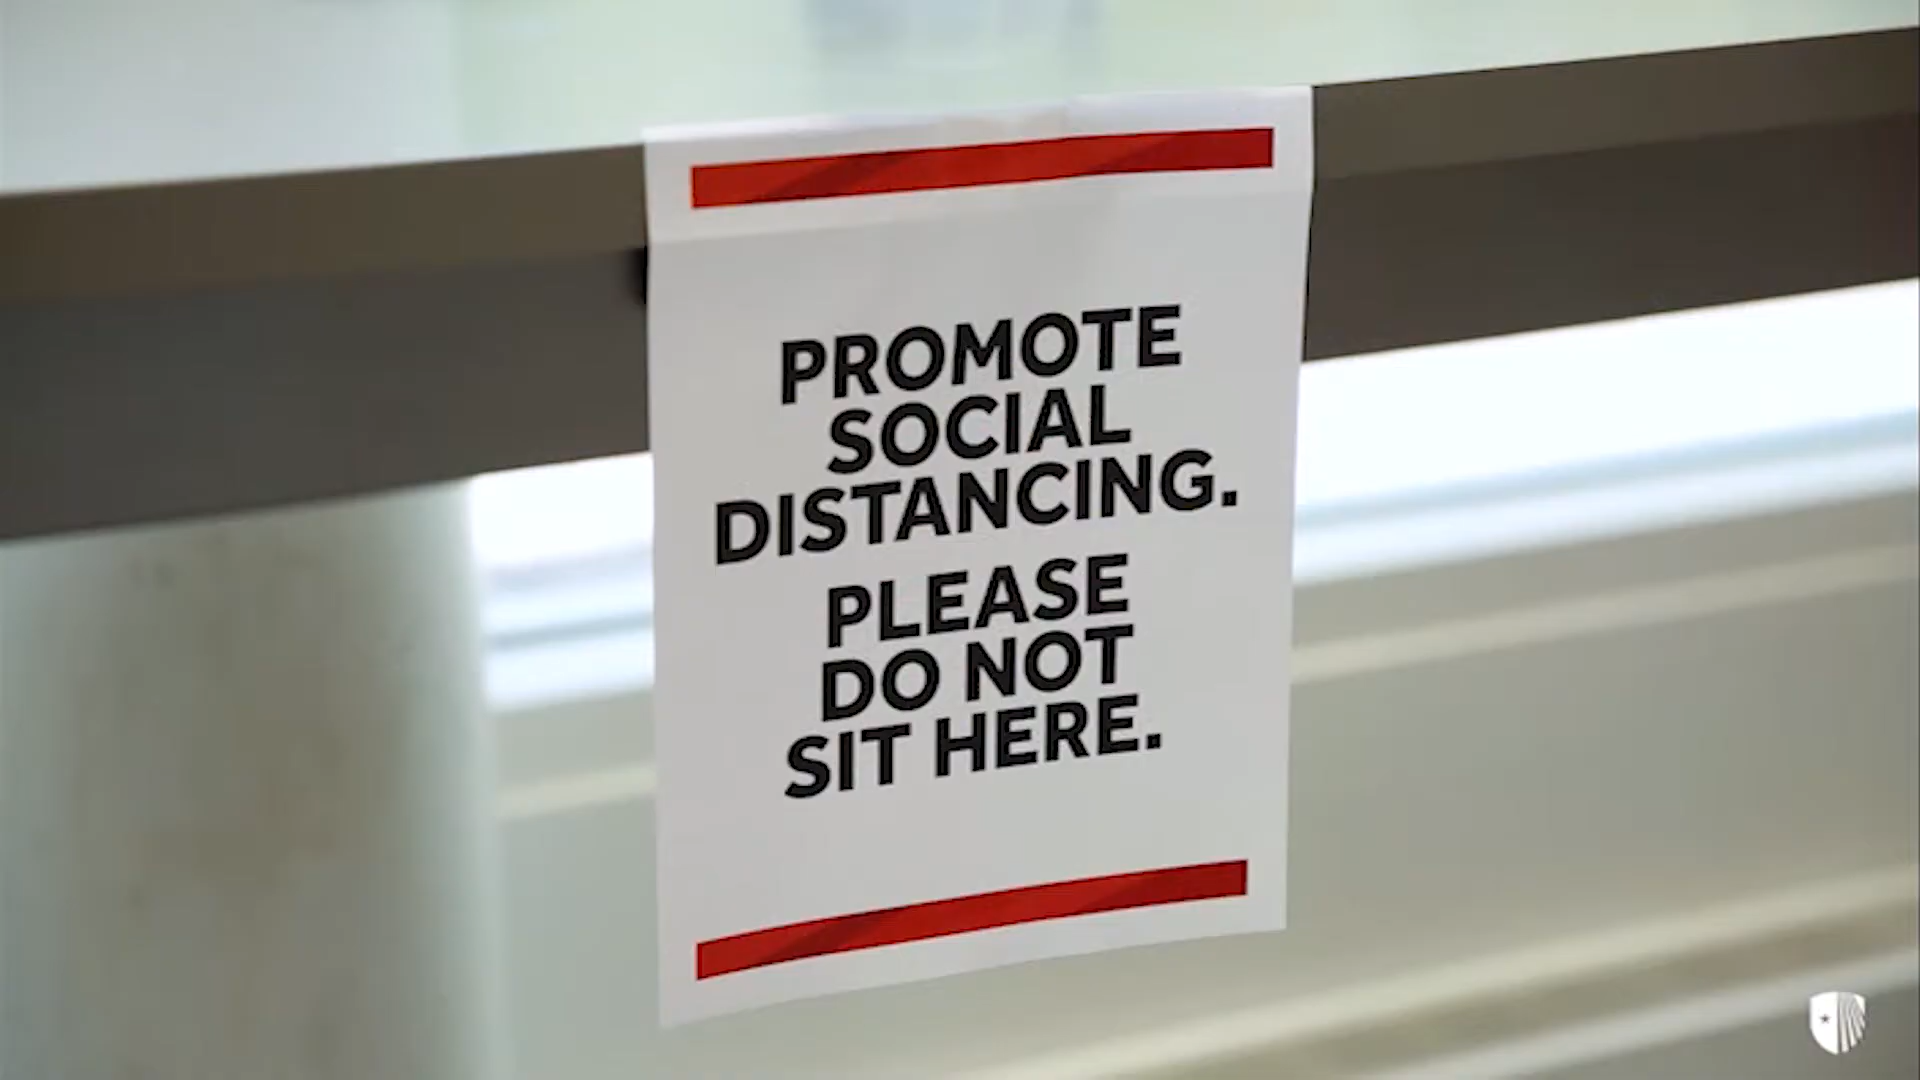 PROMOTE
SOCIAL
DISTANCING.
PLEASE
DO NOT
SIT HERE.